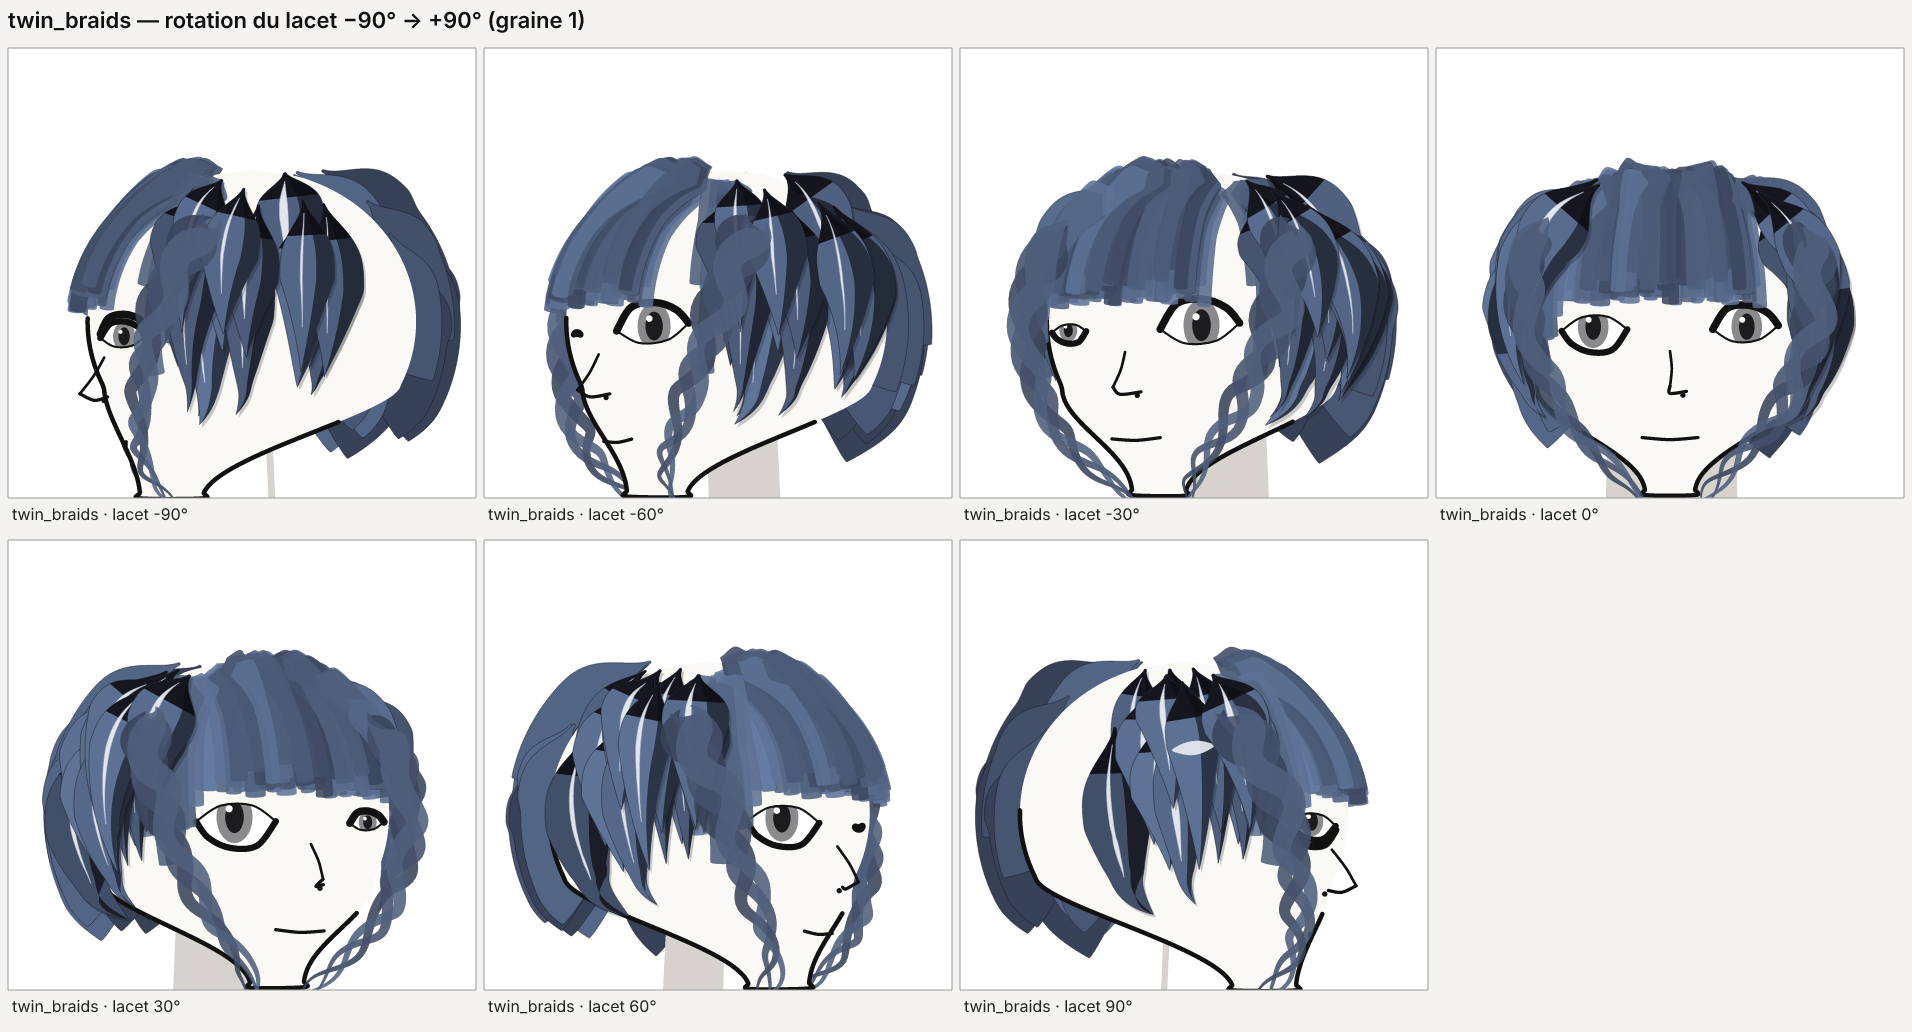 twin_braids — rotation du lacet −90° → +90° (graine 1)
twin_braids · lacet -90°
twin_braids · lacet -60°
twin_braids · lacet -30°
twin_braids · lacet 0°
twin_braids · lacet 30°
twin_braids · lacet 60°
twin_braids · lacet 90°